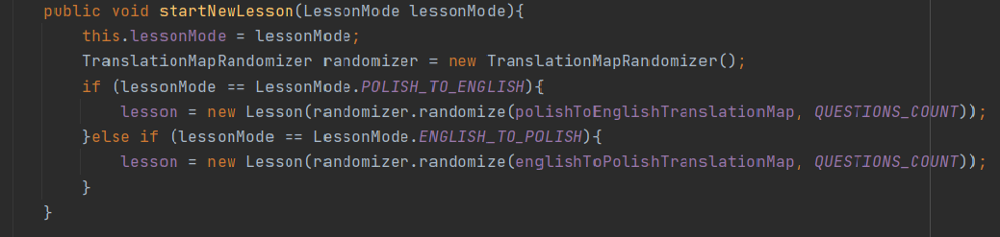 public void startNewLesson(LessonMode lessonMode){
this.lessonMode = lessonMode;
TranslationMapRandomizer randomizer = new TranslationMapRandomizer();
if (lessonMode == LessonMode.POLISH_TO_ENGLISH){
lesson = new Lesson(randomizer.randomize(polishToEnglishTranslationMap, QUESTIONS_COUNT));
}else if (lessonMode == LessonMode.ENGLISH_TO_POLISH){
lesson = new Lesson(randomizer.randomize(englishToPolishTranslationMap, QUESTIONS_COUNT));
}
}